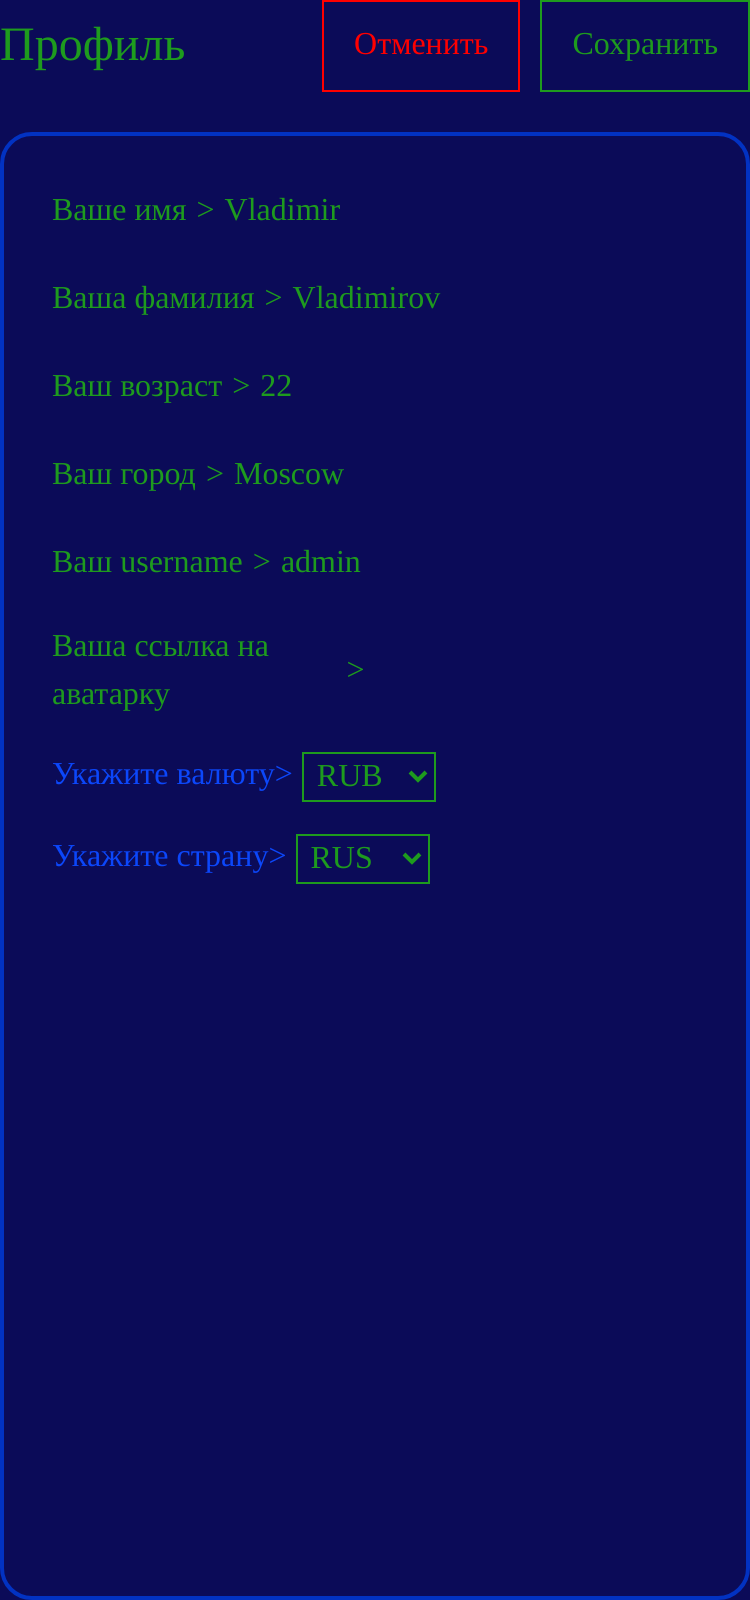 Профиль
Отменить
Сохранить
Ваше имя > Vladimir
Ваша фамилия > Vladimirov
Ваш возраст > 22
Ваш город > Moscow
Ваш username > admin
Ваша ссылка на
аватарку >
Укажите валюту> RUB
Укажите страну> RUS